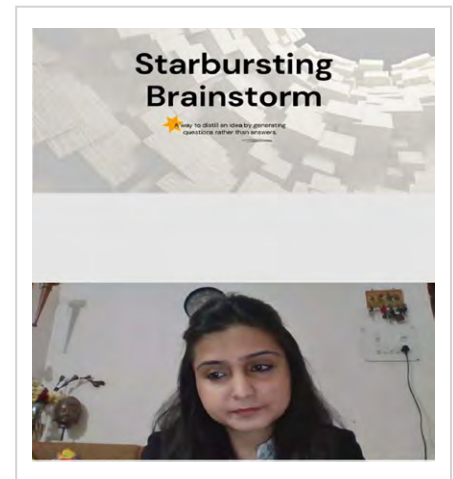 Starbursting
Brainstorm
A way to distill an idea by generating
questions rather than answers.